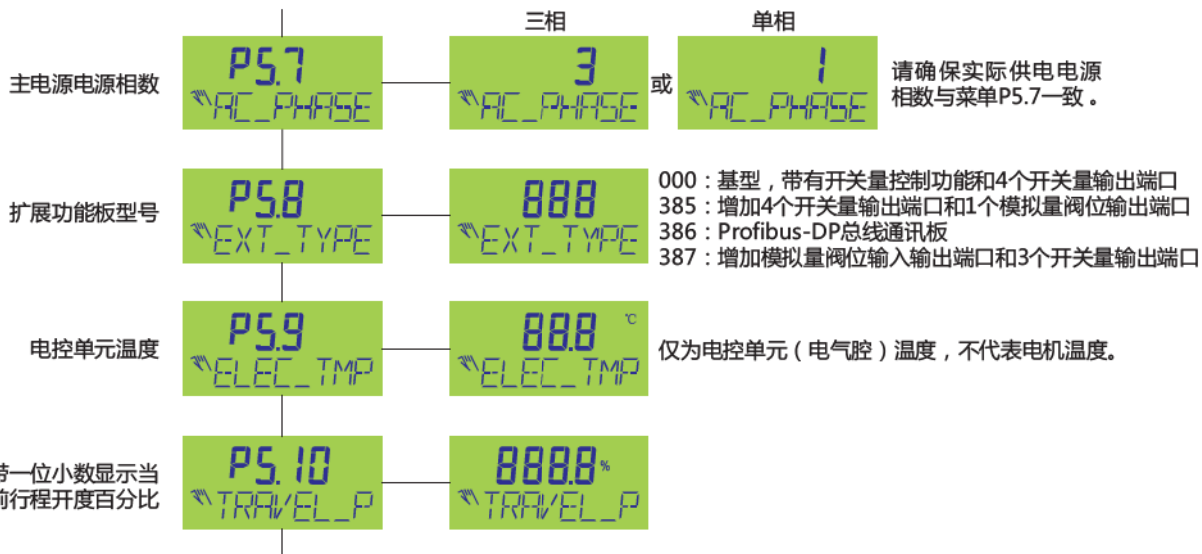 三相
单相
主电源电源相数
P5.7
AC_PHASE
3
AC_PHASE
或
1
AC_PHASE
请确保实际供电电源
相数与菜单P5.7一致。
扩展功能板型号
P5.8
EXT_TYPE
888
EXT_TYPE
000：基型，带有开关量控制功能和4个开关量输出端口
385：增加4个开关量输出端口和1个模拟量阀位输出端口
386：Profibus-DP总线通讯板
387：增加模拟量阀位输入输出端口和3个开关量输出端口
电控单元温度
P5.9
ELEC_TMP
88.8 ℃
ELEC_TMP
仅为电控单元（电气腔）温度，不代表电机温度。
带一位小数显示当
前行程开度百分比
P5.10
TRAVEL_P
888.8%
TRAVEL_P